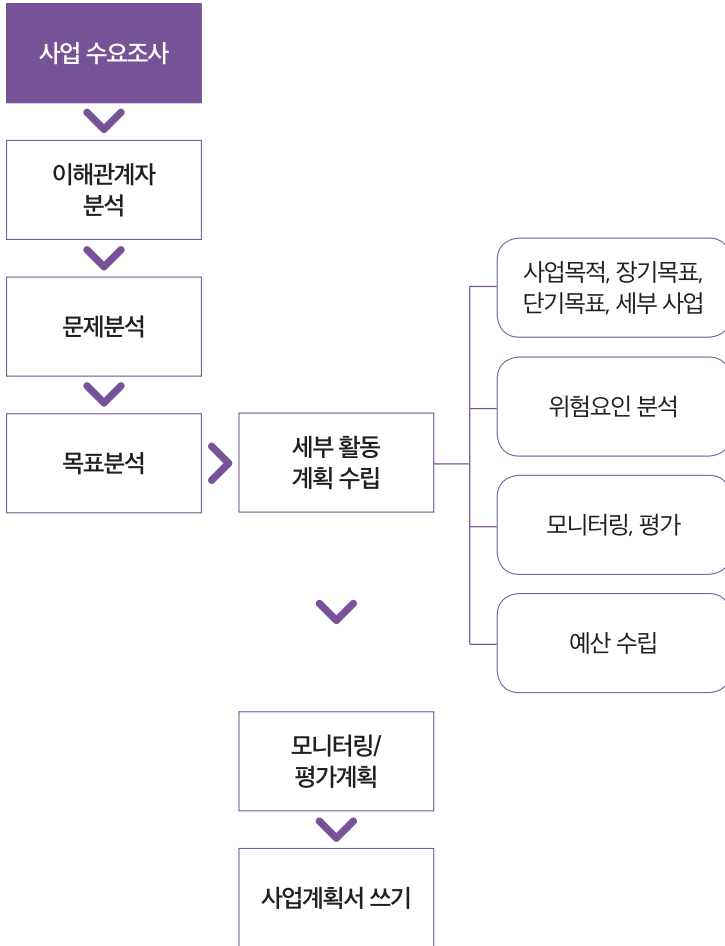 사업 수요조사
이해관계자
분석
문제분석
목표분석
세부 활동
계획 수립
사업목적, 장기목표,
단기목표, 세부 사업
위험요인 분석
모니터링, 평가
예산 수립
모니터링/
평가계획
사업계획서 쓰기